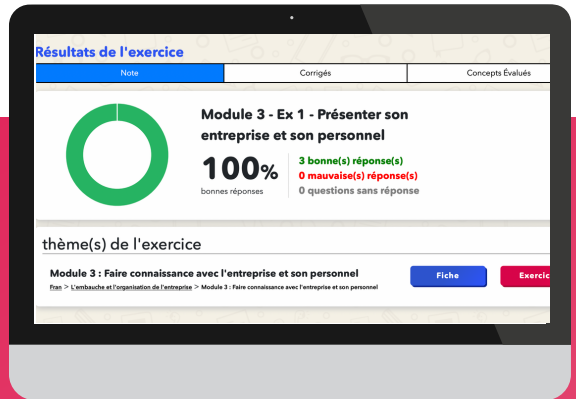 Résultats de l'exercice
Note
Corrigés
Concepts Évalués
Module 3 - Ex 1 - Présenter son
entreprise et son personnel
100%
bonnes réponses
3 bonne(s) réponse(s)
0 mauvaise(s) réponse(s)
0 questions sans réponse
thème(s) de l'exercice
Module 3 : Faire connaissance avec l'entreprise et son personnel
Fran > L'embauche et l'organisation de l'entreprise > Module 3 : Faire connaissance avec l'entreprise et son personnel
Fiche
Exercic